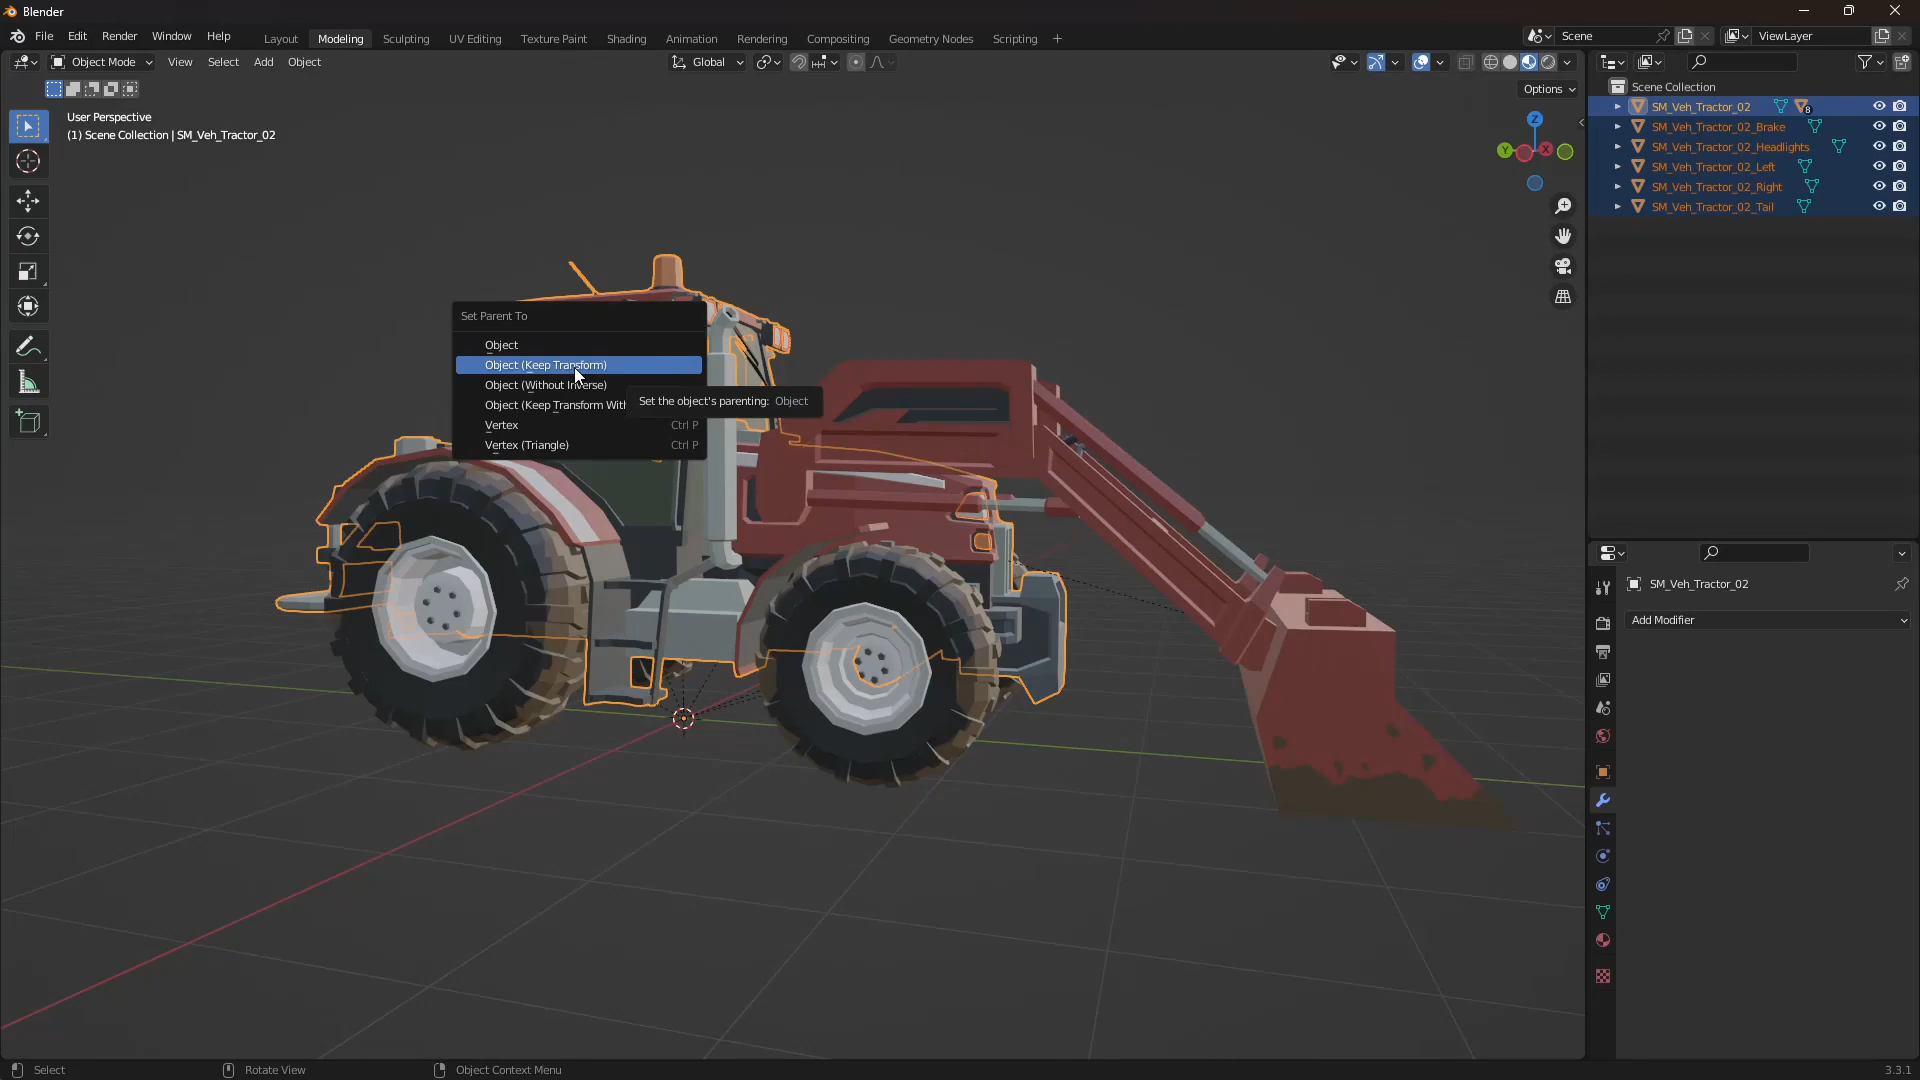 Blender
File Edit Render Window Help
Layout Modeling Sculpting UV Editing Texture Paint Shading Animation Rendering Compositing Geometry Nodes Scripting +
Scene
ViewLayer
Object Mode View Select Add Object
Global
Options
User Perspective
(1) Scene Collection | SM_Veh_Tractor_02
Z
Y
X
Scene Collection
SM_Veh_Tractor_02
8
SM_Veh_Tractor_02_Brake
SM_Veh_Tractor_02_Headlights
SM_Veh_Tractor_02_Left
SM_Veh_Tractor_02_Right
SM_Veh_Tractor_02_Tail
Set Parent To
Object
Object (Keep Transform)
Object (Without Inverse)
Object (Keep Transform With
Set the object's parenting: Object
Vertex Ctrl P
Vertex (Triangle) Ctrl P
SM_Veh_Tractor_02
Add Modifier
Select
Rotate View
Object Context Menu
3.3.1